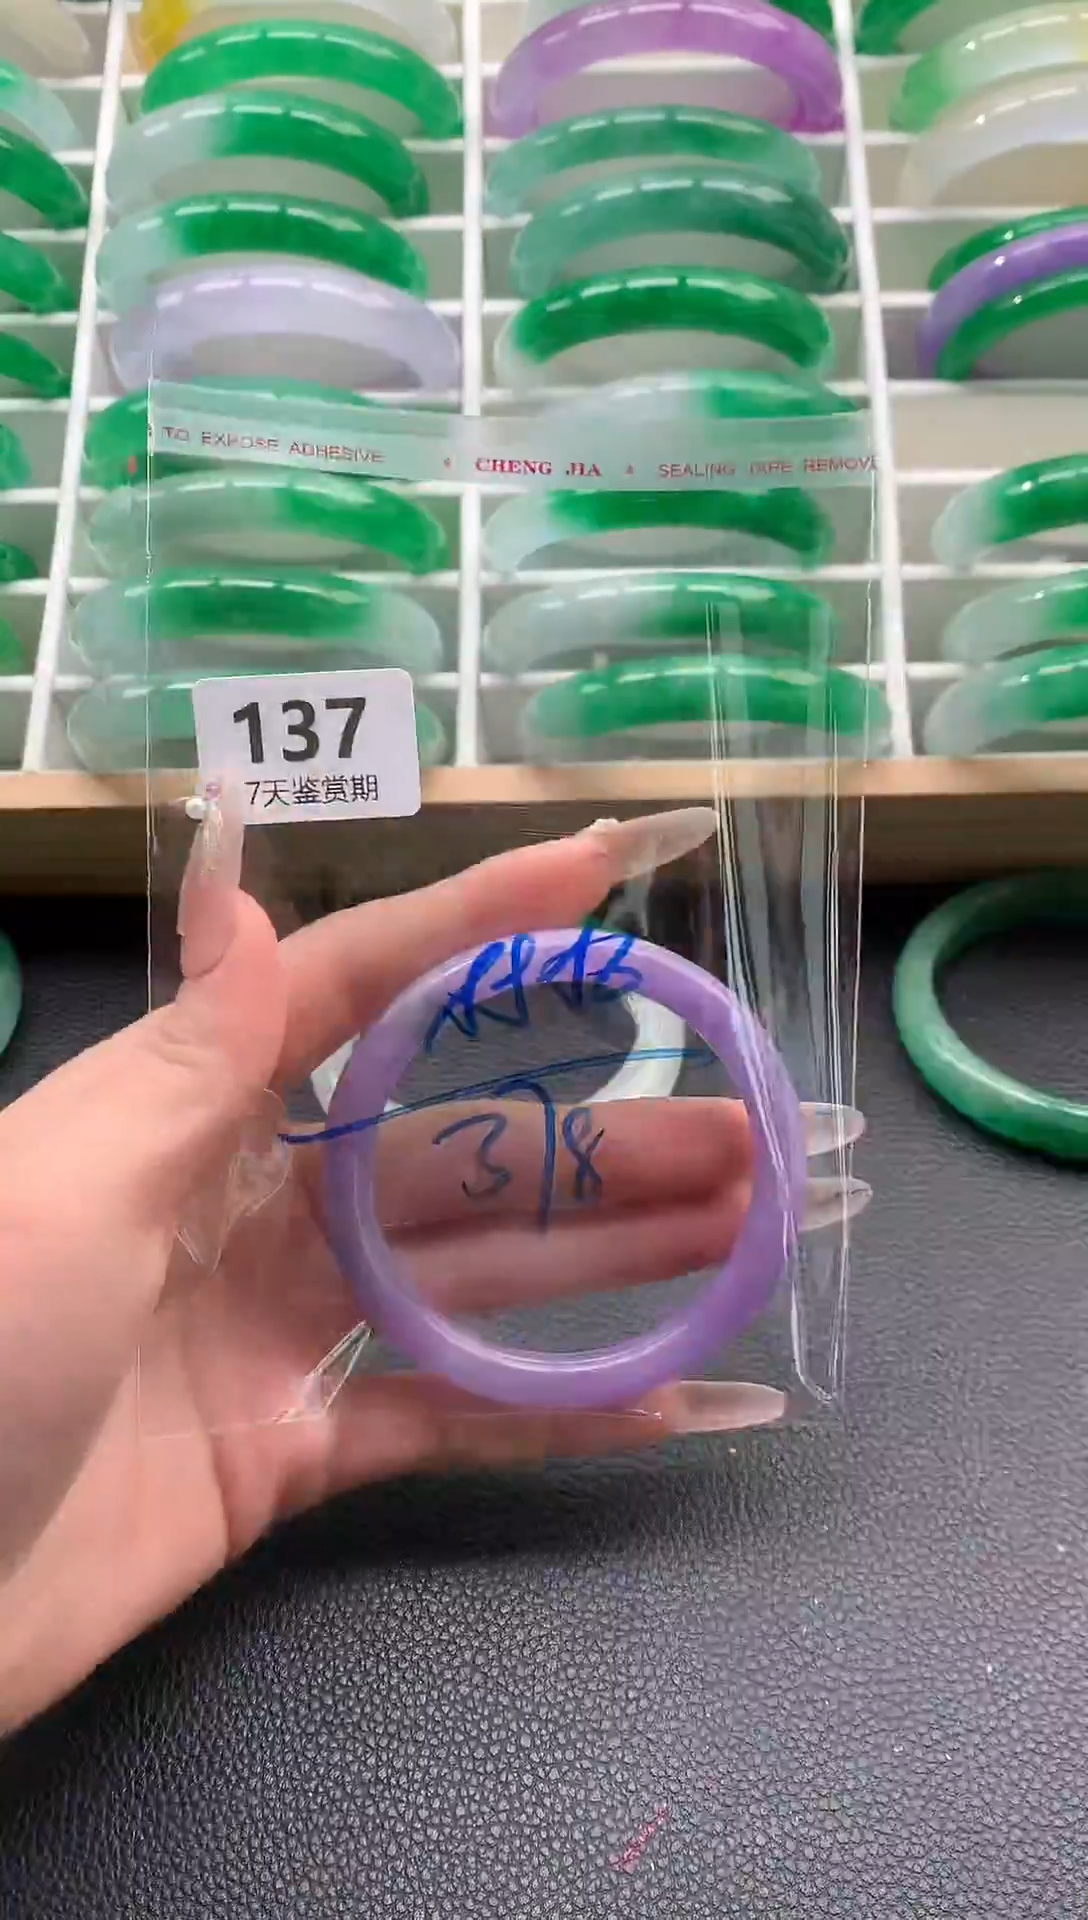 TO EXPOSE ADHESIVE CHENG JIA SEALING TAPE REMOVE
137
7天鉴赏期
3/8